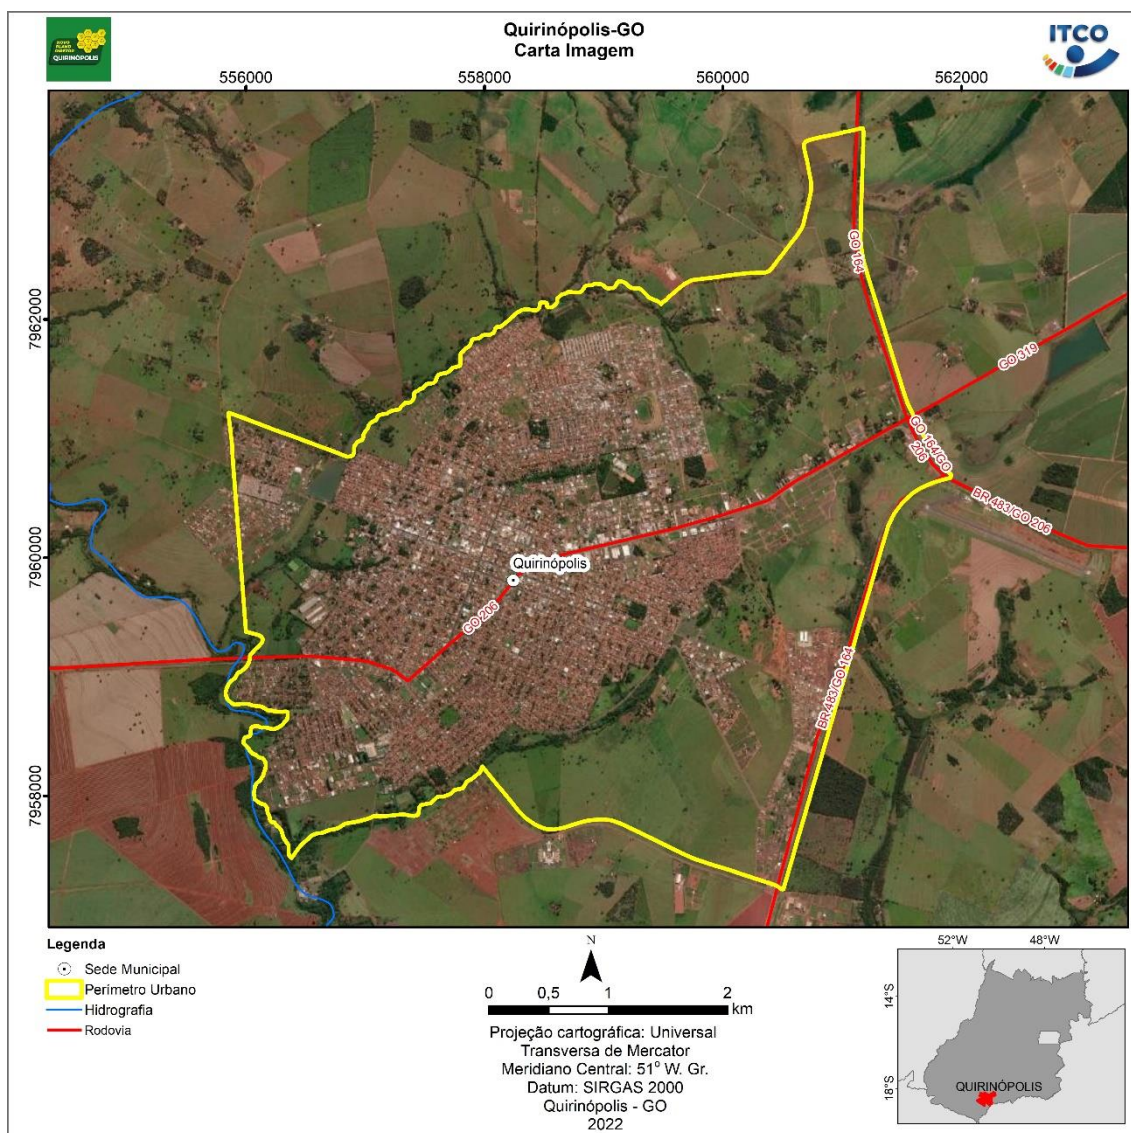 Quirinópolis-GO
Carta Imagem
PLANO
QUIRINÓPOLIS
ITCO
556000
558000
560000
562000
7962000
7960000
7958000
GO 164
GO 319
GO 164/GO
206
BR 483/GO 206
Quirinópolis
GO 206
BR 483/GO 164
Legenda
Sede Municipal
Perímetro Urbano
Hidrografia
Rodovia
N
0 0,5 1 2
km
Projeção cartográfica: Universal
Transversa de Mercator
Meridiano Central: 51° W. Gr.
Datum: SIRGAS 2000
Quirinópolis - GO
2022
52°W 48°W
14°S
18°S
QUIRINÓPOLIS